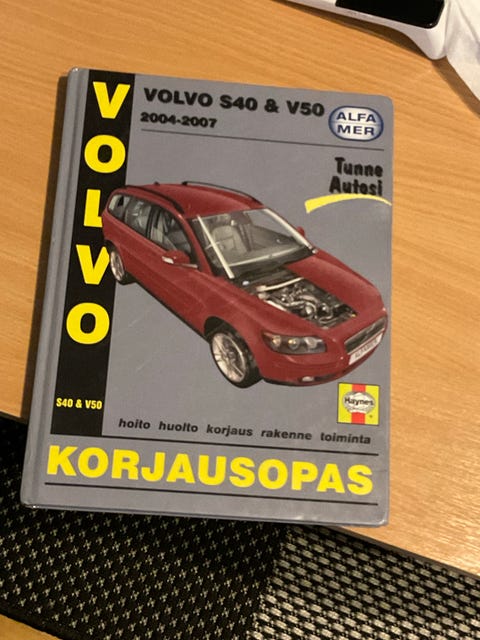 VOLVO
VOLVO S40 & V50
2004-2007
ALFA
MER
Tunne
Autosi
Haynes
S40 & V50
hoito huolto korjaus rakenne toiminta
KORJAUSOPAS